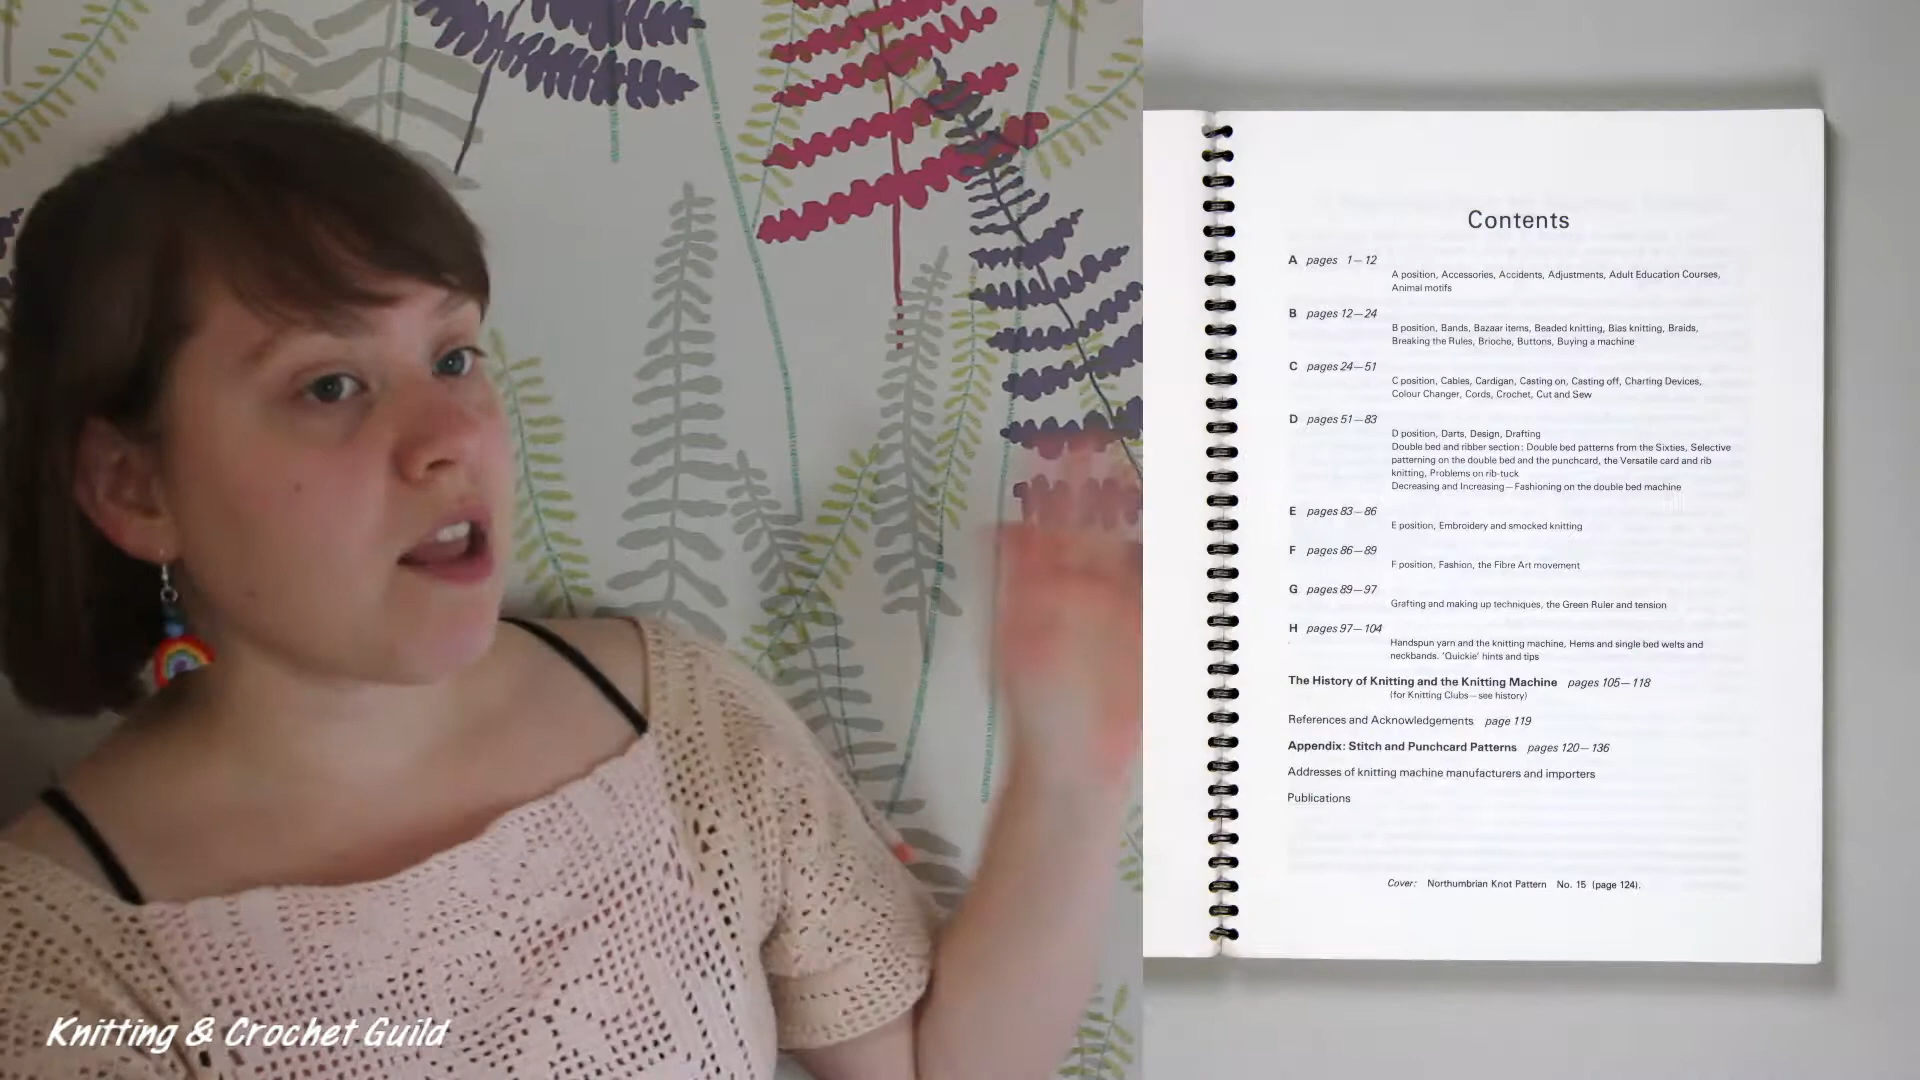 Contents
A pages 1—12
A position, Accessories, Accidents, Adjustments, Adult Education Courses,
Animal motifs
B pages 12—24
B position, Bands, Bazaar items, Beaded knitting, Bias knitting, Braids,
Breaking the Rules, Brioche, Buttons, Buying a machine
C pages 24—51
C position, Cables, Cardigan, Casting on, Casting off, Charting Devices,
Colour Changer, Cords, Crochet, Cut and Sew
D pages 51—83
D position, Darts, Design, Drafting
Double bed and ribber section: Double bed patterns from the Sixties, Selective
patterning on the double bed and the punchcard, the Versatile card and rib
knitting, Problems on rib-tuck
Decreasing and Increasing—Fashioning on the double bed machine
E pages 83—86
E position, Embroidery and smocked knitting
F pages 86—89
F position, Fashion, the Fibre Art movement
G pages 89—97
Grafting and making up techniques, the Green Ruler and tension
H pages 97—104
Handspun yarn and the knitting machine, Hems and single bed welts and
neckbands. 'Quickie' hints and tips
The History of Knitting and the Knitting Machine pages 105—118
(for Knitting Clubs—see history)
References and Acknowledgements page 119
Appendix: Stitch and Punchcard Patterns pages 120—136
Addresses of knitting machine manufacturers and importers
Publications
Cover: Northumbrian Knot Pattern No. 15 (page 124).
Knitting & Crochet Guild